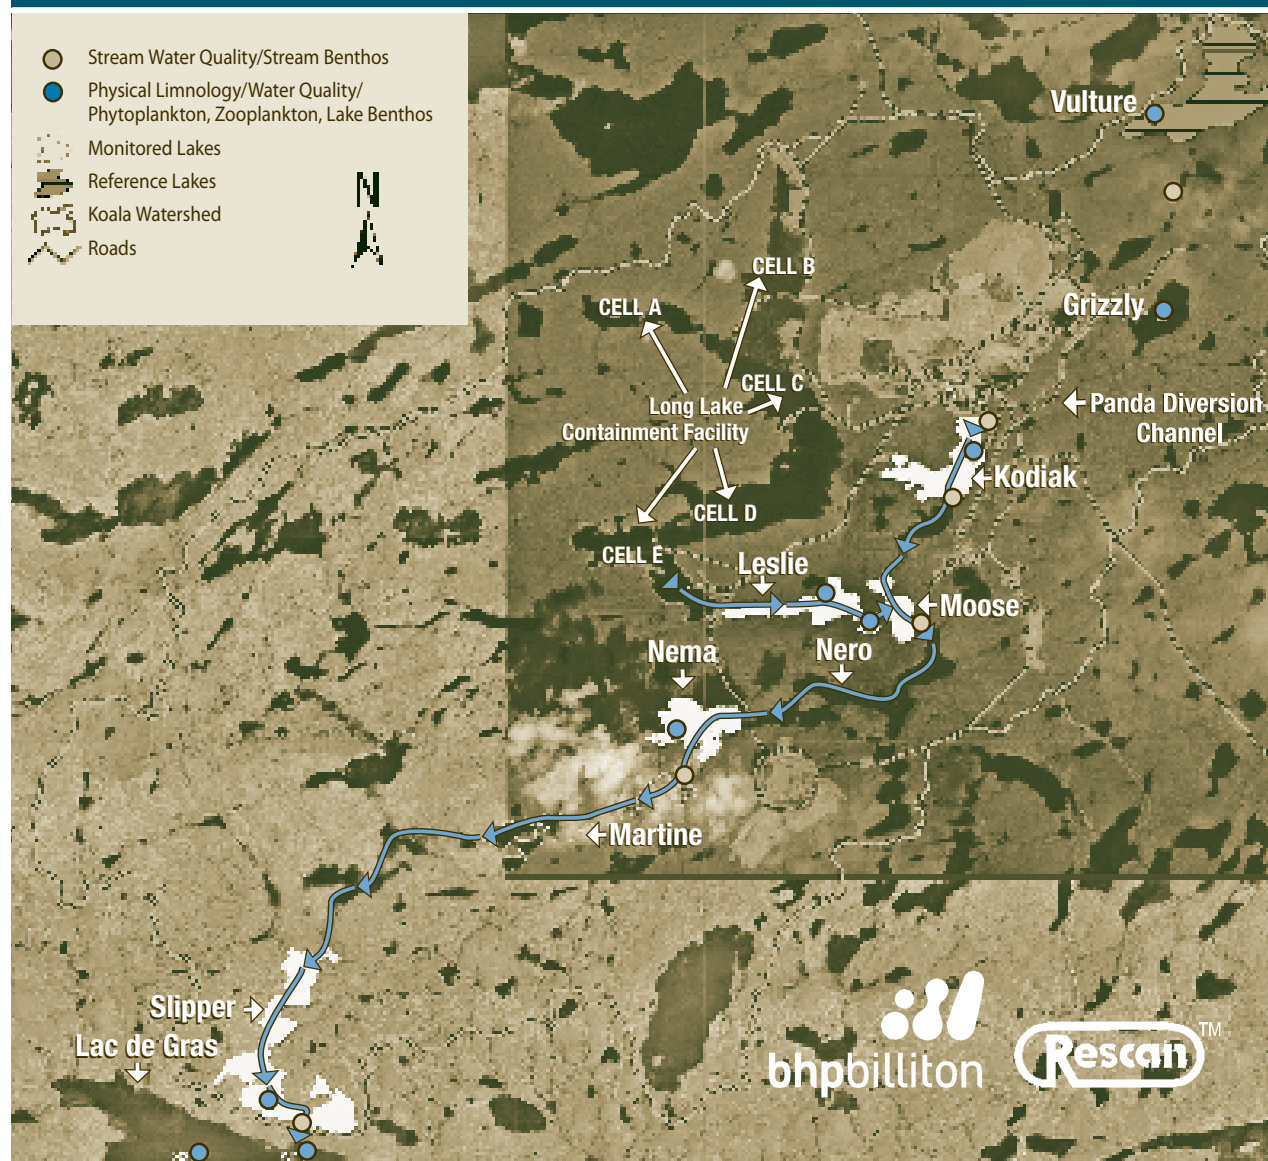 Stream Water Quality/Stream Benthos
Physical Limnology/Water Quality/
Phytoplankton, Zooplankton, Lake Benthos
Monitored Lakes
Reference Lakes
Koala Watershed
Roads
N
Vulture
CELL B
CELL A
Grizzly
CELL C
Long Lake
Containment Facility
Panda Diversion
Channel
Kodiak
CELL D
CELL E
Leslie
Moose
Nema
Nero
Martine
Slipper
Lac de Gras
bhpbilliton
Rescan TM